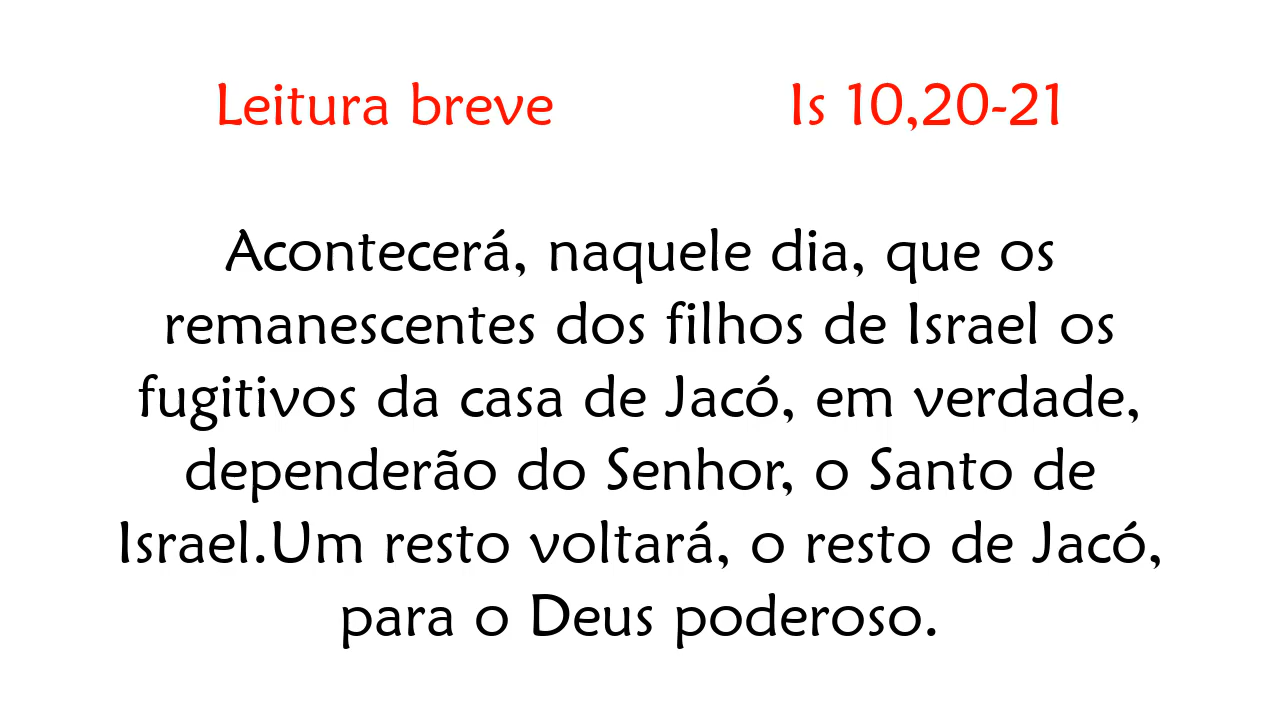 Leitura breve Is 10,20-21
Acontecerá, naquele dia, que os
remanescentes dos filhos de Israel os
fugitivos da casa de Jacó, em verdade,
dependerão do Senhor, o Santo de
Israel.Um resto voltará, o resto de Jacó,
para o Deus poderoso.